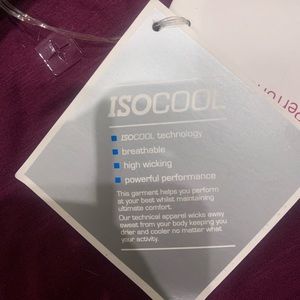 ISOCOOL
ISOCOOL technology
breathable
high wicking
powerful performance
This garment helps you perform
at your best whilst maintaining
ultimate comfort.
Our technical apparel wicks away
sweat from your body keeping you
drier and cooler no matter what
your activity.